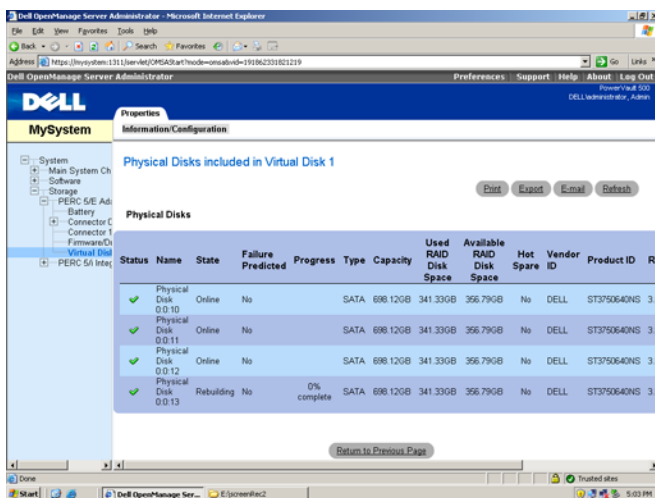 Dell OpenManage Server Administrator - Microsoft Internet Explorer
File Edit View Favorites Tools Help
Back Search Favorites
Address https://mysystem:1311/servlet/OMSAStart?mode=omsa&vid=191862331821219 Go Links
Dell OpenManage Server Administrator Preferences Support Help About Log Out
PowerVault 500
DELL\administrator, Admin
DELL
Properties
MySystem
Information/Configuration
System
Main System Ch
Software
Storage
PERC 5/E Ada
Battery
Connector 0
Connector 1
Firmware/Dr
Virtual Disk
PERC 5/i Integ
Physical Disks included in Virtual Disk 1
Print Export E-mail Refresh
Physical Disks
Status Name State Failure Predicted Progress Type Capacity Used RAID Disk Space Available RAID Disk Space Hot Spare Vendor ID Product ID R
Physical Disk 0:0:10 Online No SATA 698.12GB 341.33GB 356.79GB No DELL ST3750640NS 3.
Physical Disk 0:0:11 Online No SATA 698.12GB 341.33GB 356.79GB No DELL ST3750640NS 3.
Physical Disk 0:0:12 Online No SATA 698.12GB 341.33GB 356.79GB No DELL ST3750640NS 3.
Physical Disk 0:0:13 Rebuilding No 0% complete SATA 698.12GB 341.33GB 356.79GB No DELL ST3750640NS 3.
Return to Previous Page
Done Trusted sites
Start Dell OpenManage Ser... E:\screenRec2 5:03 PM